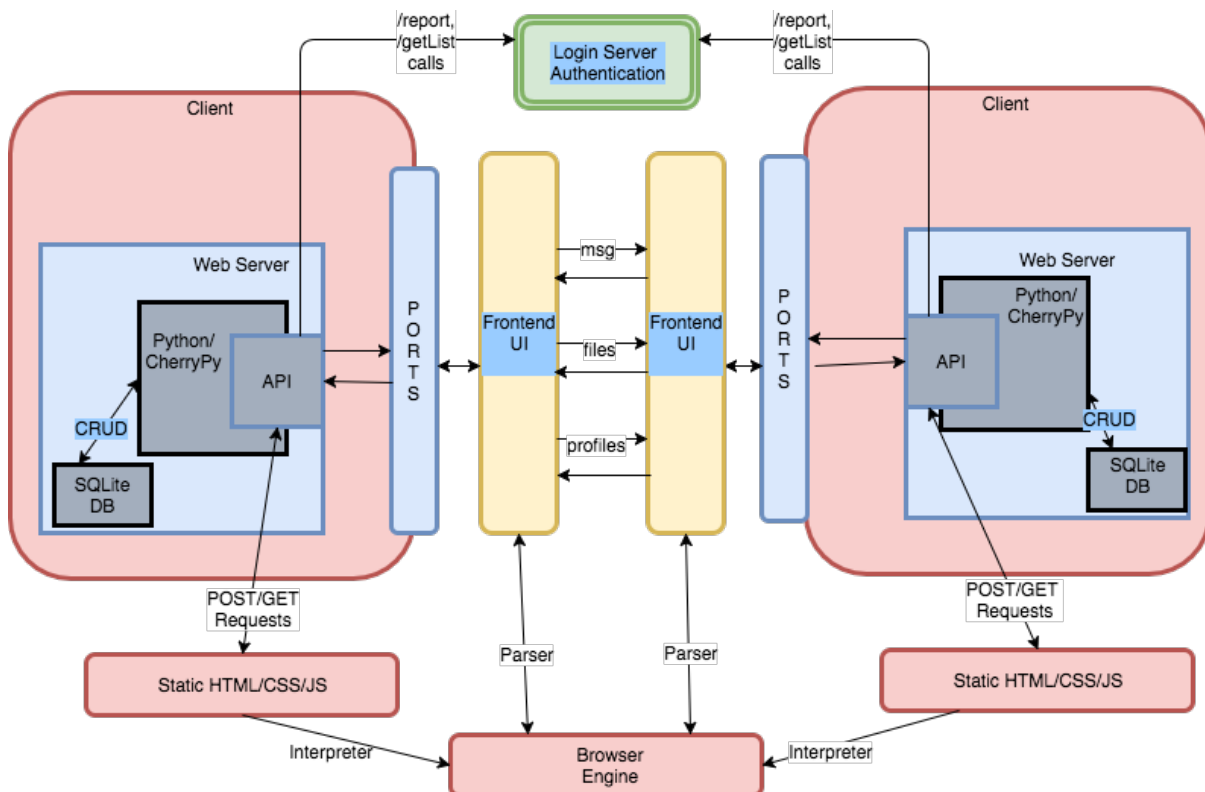 /report,
/getList
calls
Login Server
Authentication
/report,
/getList
calls
Client
Client
Web Server
Python/
CherryPy
API
CRUD
SQLite
DB
P
O
R
T
S
Frontend
UI
msg
files
profiles
Frontend
UI
P
O
R
T
S
Web Server
Python/
CherryPy
API
CRUD
SQLite
DB
POST/GET
Requests
POST/GET
Requests
Parser
Parser
Static HTML/CSS/JS
Static HTML/CSS/JS
Interpreter
Browser
Engine
Interpreter